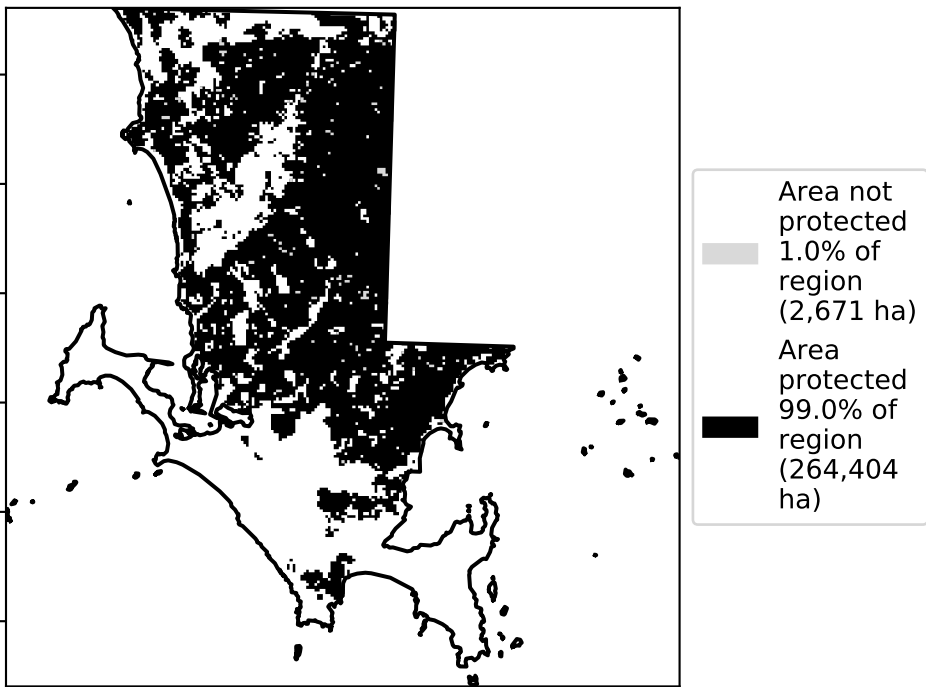 Area not
protected
1.0% of
region
(2,671 ha)
Area
protected
99.0% of
region
(264,404
ha)